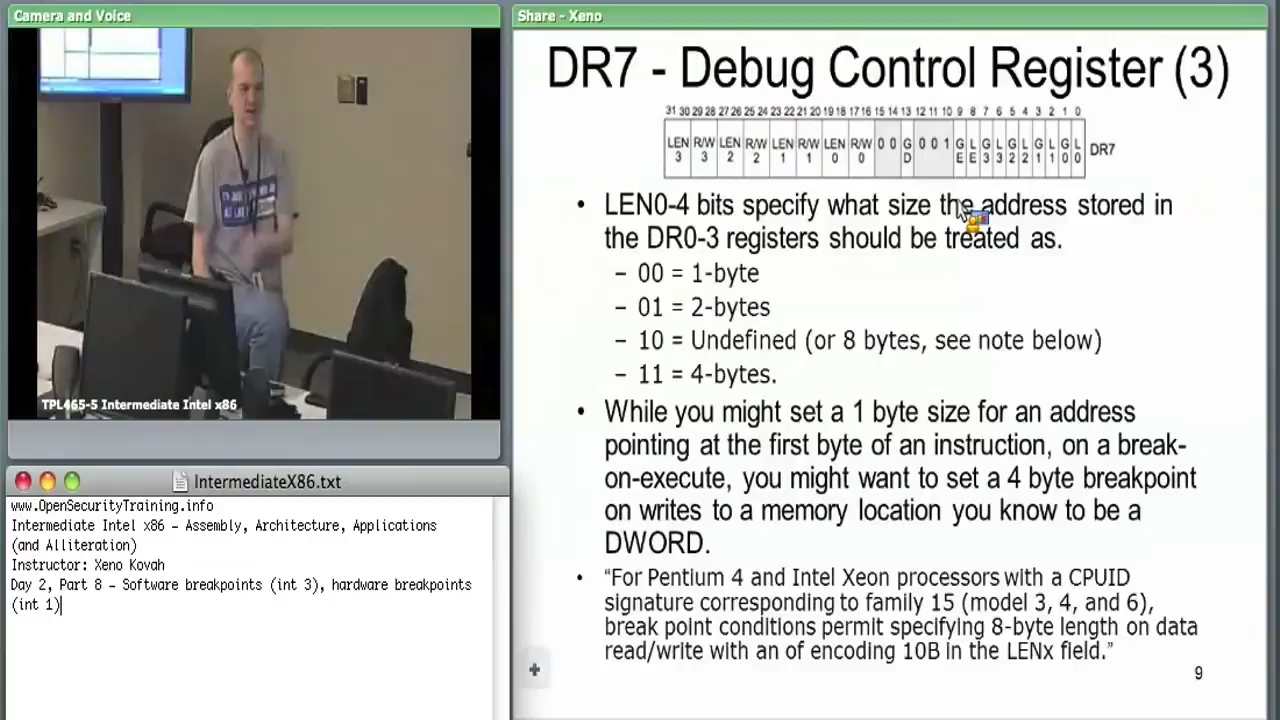 Camera and Voice
TPL465-5 Intermediate Intel x86
IntermediateX86.txt
www.OpenSecurityTraining.info
Intermediate Intel x86 – Assembly, Architecture, Applications
(and Alliteration)
Instructor: Xeno Kovah
Day 2, Part 8 – Software breakpoints (int 3), hardware breakpoints
(int 1)
Share - Xeno
DR7 - Debug Control Register (3)
31 30 29 28 27 26 25 24 23 22 21 20 19 18 17 16 15 14 13 12 11 10 9 8 7 6 5 4 3 2 1 0
LEN 3 R/W 3 LEN 2 R/W 2 LEN 1 R/W 1 LEN 0 R/W 0 0 0 G D 0 0 1 G E L E G 3 L 3 G 2 L 2 G 1 L 1 G 0 L 0 DR7
• LEN0-4 bits specify what size the address stored in
the DR0-3 registers should be treated as.
– 00 = 1-byte
– 01 = 2-bytes
– 10 = Undefined (or 8 bytes, see note below)
– 11 = 4-bytes.
• While you might set a 1 byte size for an address
pointing at the first byte of an instruction, on a break-
on-execute, you might want to set a 4 byte breakpoint
on writes to a memory location you know to be a
DWORD.
• “For Pentium 4 and Intel Xeon processors with a CPUID
signature corresponding to family 15 (model 3, 4, and 6),
break point conditions permit specifying 8-byte length on data
read/write with an of encoding 10B in the LENx field.”
9